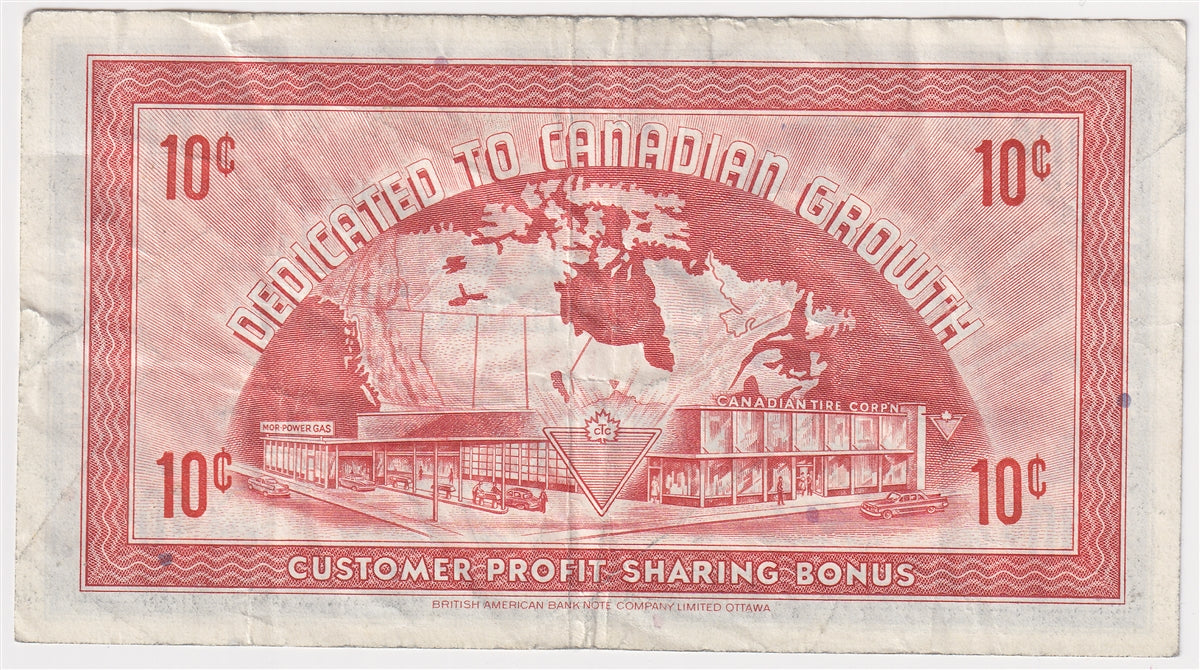 10¢
10¢
DEDICATED TO CANADIAN GROWTH
CANADIAN TIRE CORP'N
MOR-POWER GAS
CTC
10¢
10¢
CUSTOMER PROFIT SHARING BONUS
BRITISH AMERICAN BANK NOTE COMPANY LIMITED OTTAWA